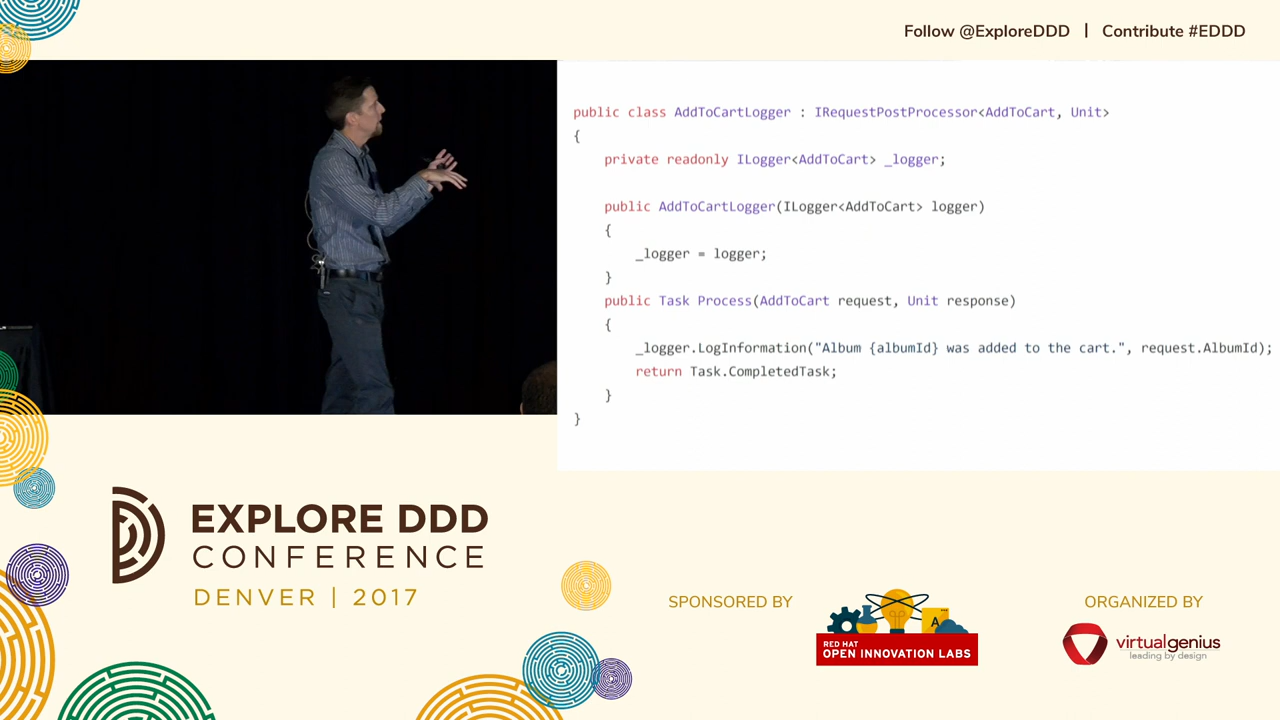 Follow @ExploreDDD | Contribute #EDDD
public class AddToCartLogger : IRequestPostProcessor<AddToCart, Unit>
{
    private readonly ILogger<AddToCart> _logger;
    public AddToCartLogger(ILogger<AddToCart> logger)
    {
        _logger = logger;
    }
    public Task Process(AddToCart request, Unit response)
    {
        _logger.LogInformation("Album {albumId} was added to the cart.", request.AlbumId);
        return Task.CompletedTask;
    }
}
EXPLORE DDD
CONFERENCE
DENVER | 2017
SPONSORED BY
A
RED HAT
OPEN INNOVATION LABS
ORGANIZED BY
virtualgenius
leading by design